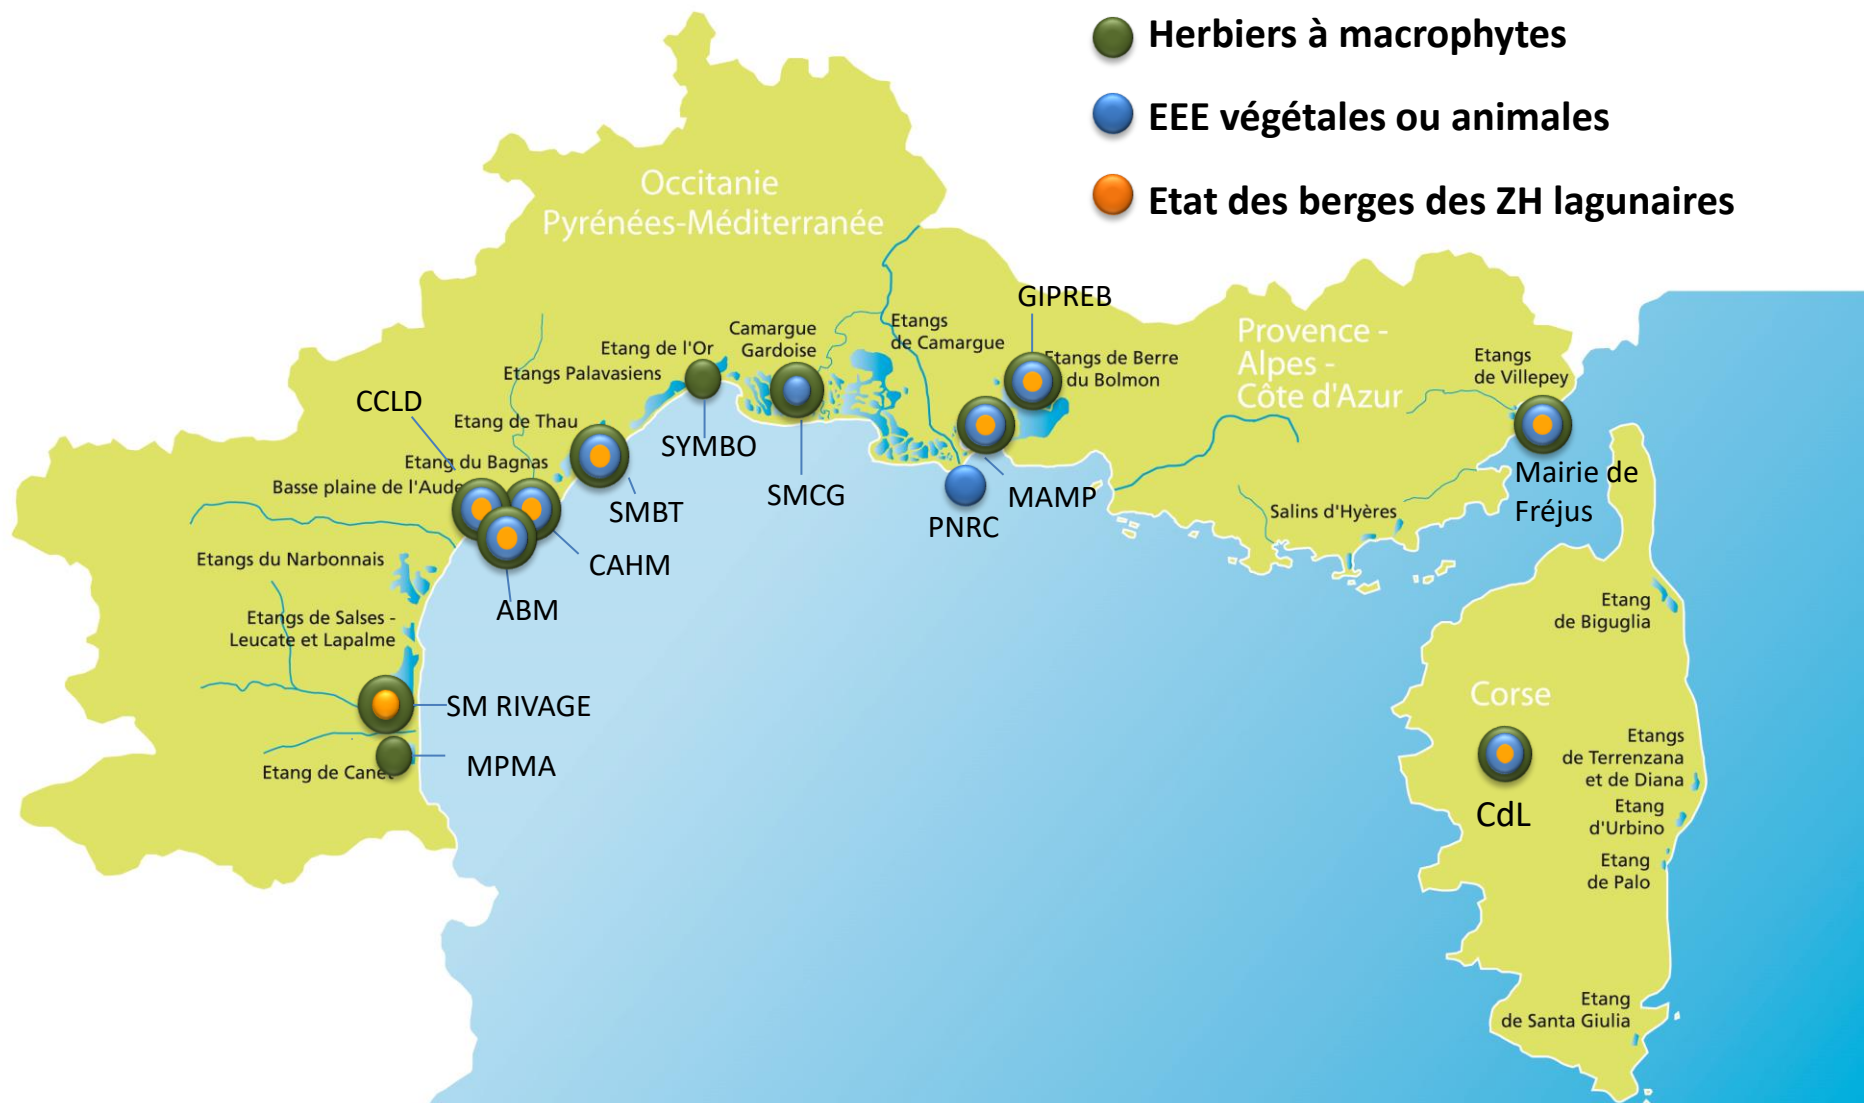 Herbiers à macrophytes
EEE végétales ou animales
Etat des berges des ZH lagunaires
Occitanie
Pyrénées-Méditerranée
GIPREB
Etangs
de Camargue
Camargue
Gardoise
Etang de l'Or
Etangs Palavasiens
Etangs de Berre
du Bolmon
Provence -
Alpes -
Côte d'Azur
Etangs
de Villepey
CCLD
Etang de Thau
SYMBO
Etang du Bagnas
Basse plaine de l'Aude
SMBT
SMCG
MAMP
PNRC
Mairie de
Fréjus
Salins d'Hyères
Etangs du Narbonnais
CAHM
ABM
Etangs de Salses -
Leucate et Lapalme
Etang
de Biguglia
SM RIVAGE
Corse
MPMA
Etang de Canet
Etangs
de Terrenzana
et de Diana
CdL
Etang
d'Urbino
Etang
de Palo
Etang
de Santa Giulia